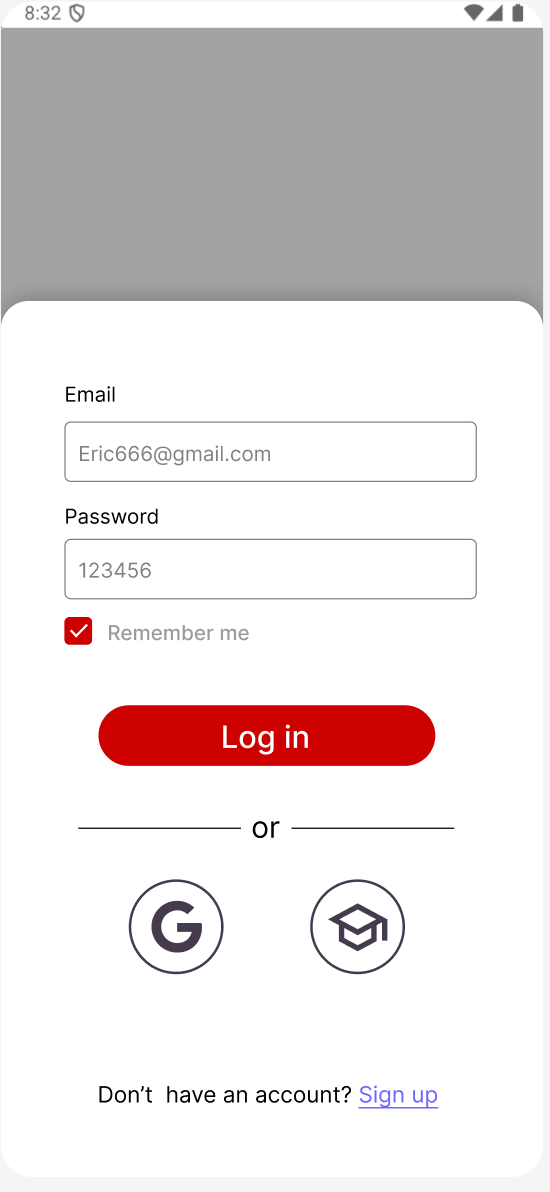 8:32
Email
Eric666@gmail.com
Password
123456
Remember me
Log in
or
G
Don’t  have an account? Sign up